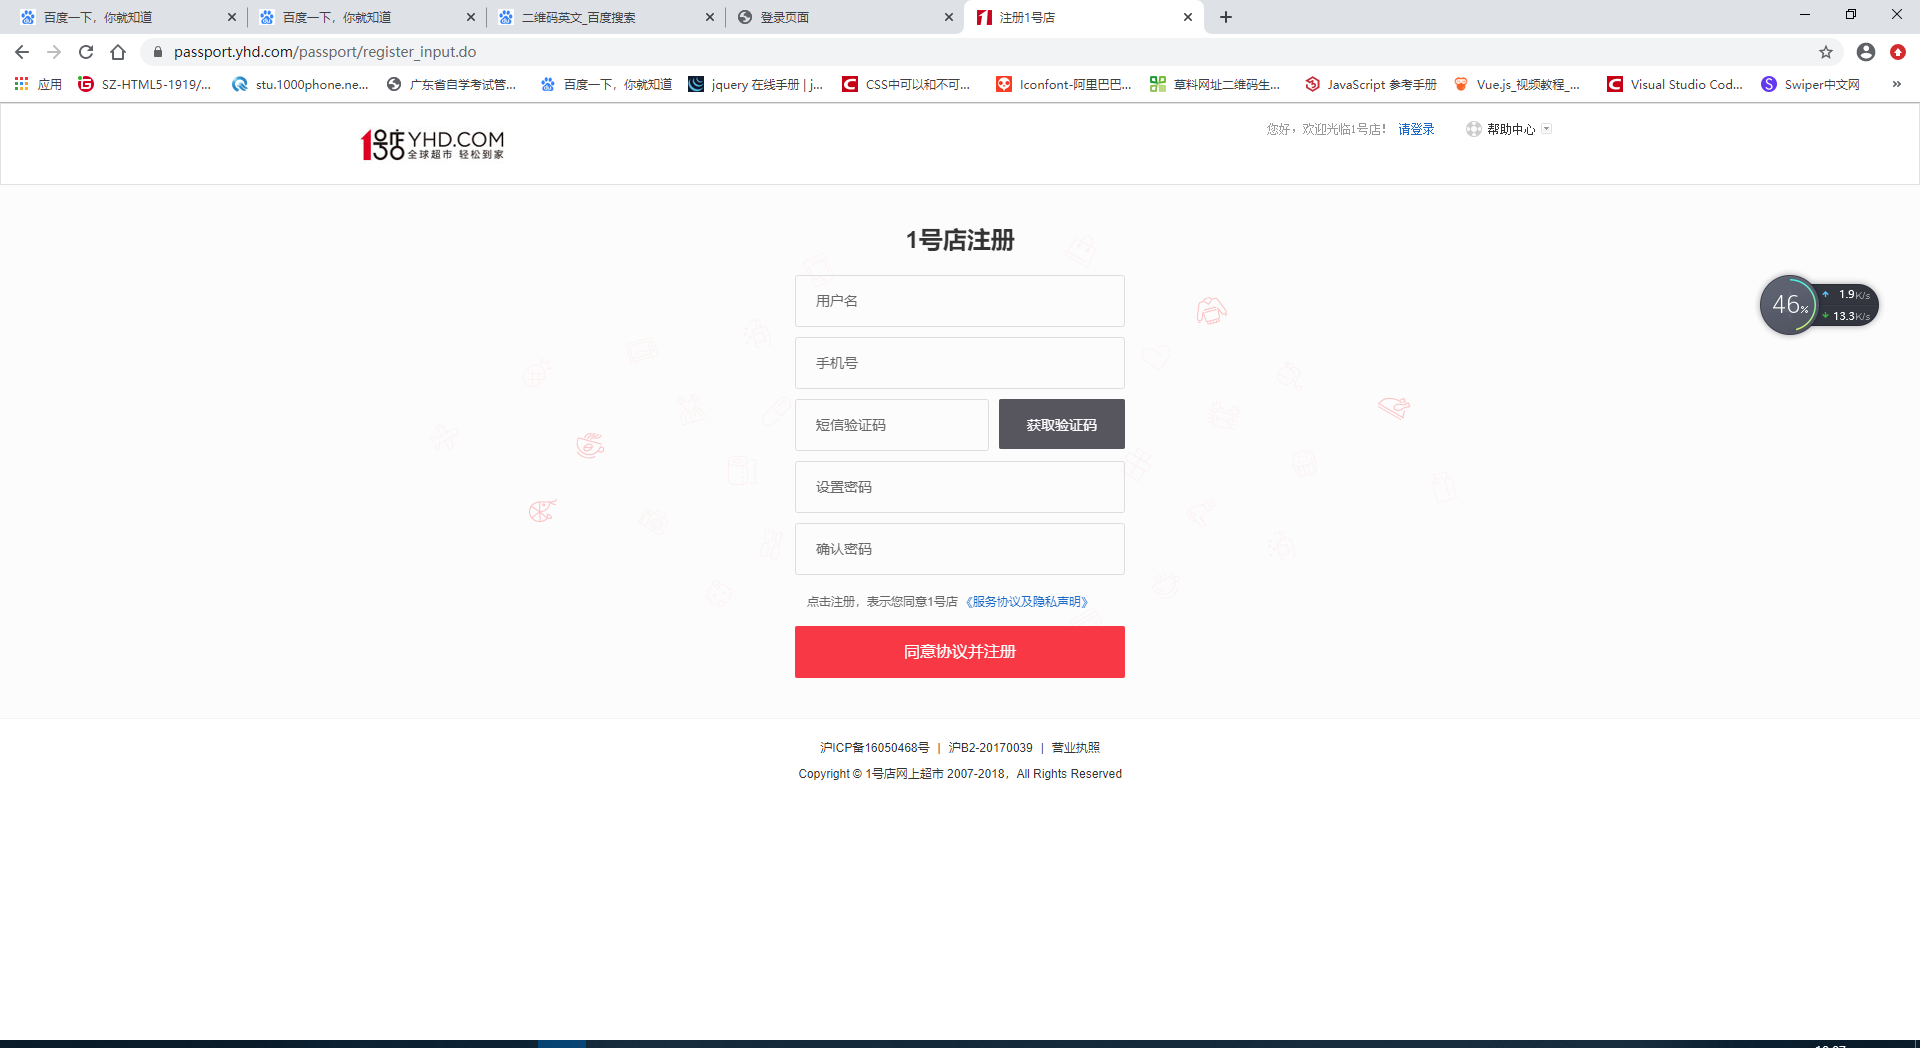 百度一下，你就知道
百度一下，你就知道
二维码英文_百度搜索
登录页面
注册1号店
passport.yhd.com/passport/register_input.do
应用
SZ-HTML5-1919/...
stu.1000phone.ne...
广东省自学考试管...
百度一下，你就知道
jquery 在线手册 | j...
CSS中可以和不可...
Iconfont-阿里巴巴...
草料网址二维码生...
JavaScript 参考手册
Vue.js_视频教程_...
Visual Studio Cod...
Swiper中文网
»
1号店 YHD.COM
全球超市 轻松到家
您好，欢迎光临1号店！ 请登录
帮助中心
1号店注册
用户名
手机号
短信验证码
获取验证码
设置密码
确认密码
点击注册，表示您同意1号店《服务协议及隐私声明》
同意协议并注册
46%
1.9K/s
13.3K/s
沪ICP备16050468号 | 沪B2-20170039 | 营业执照
Copyright © 1号店网上超市 2007-2018，All Rights Reserved